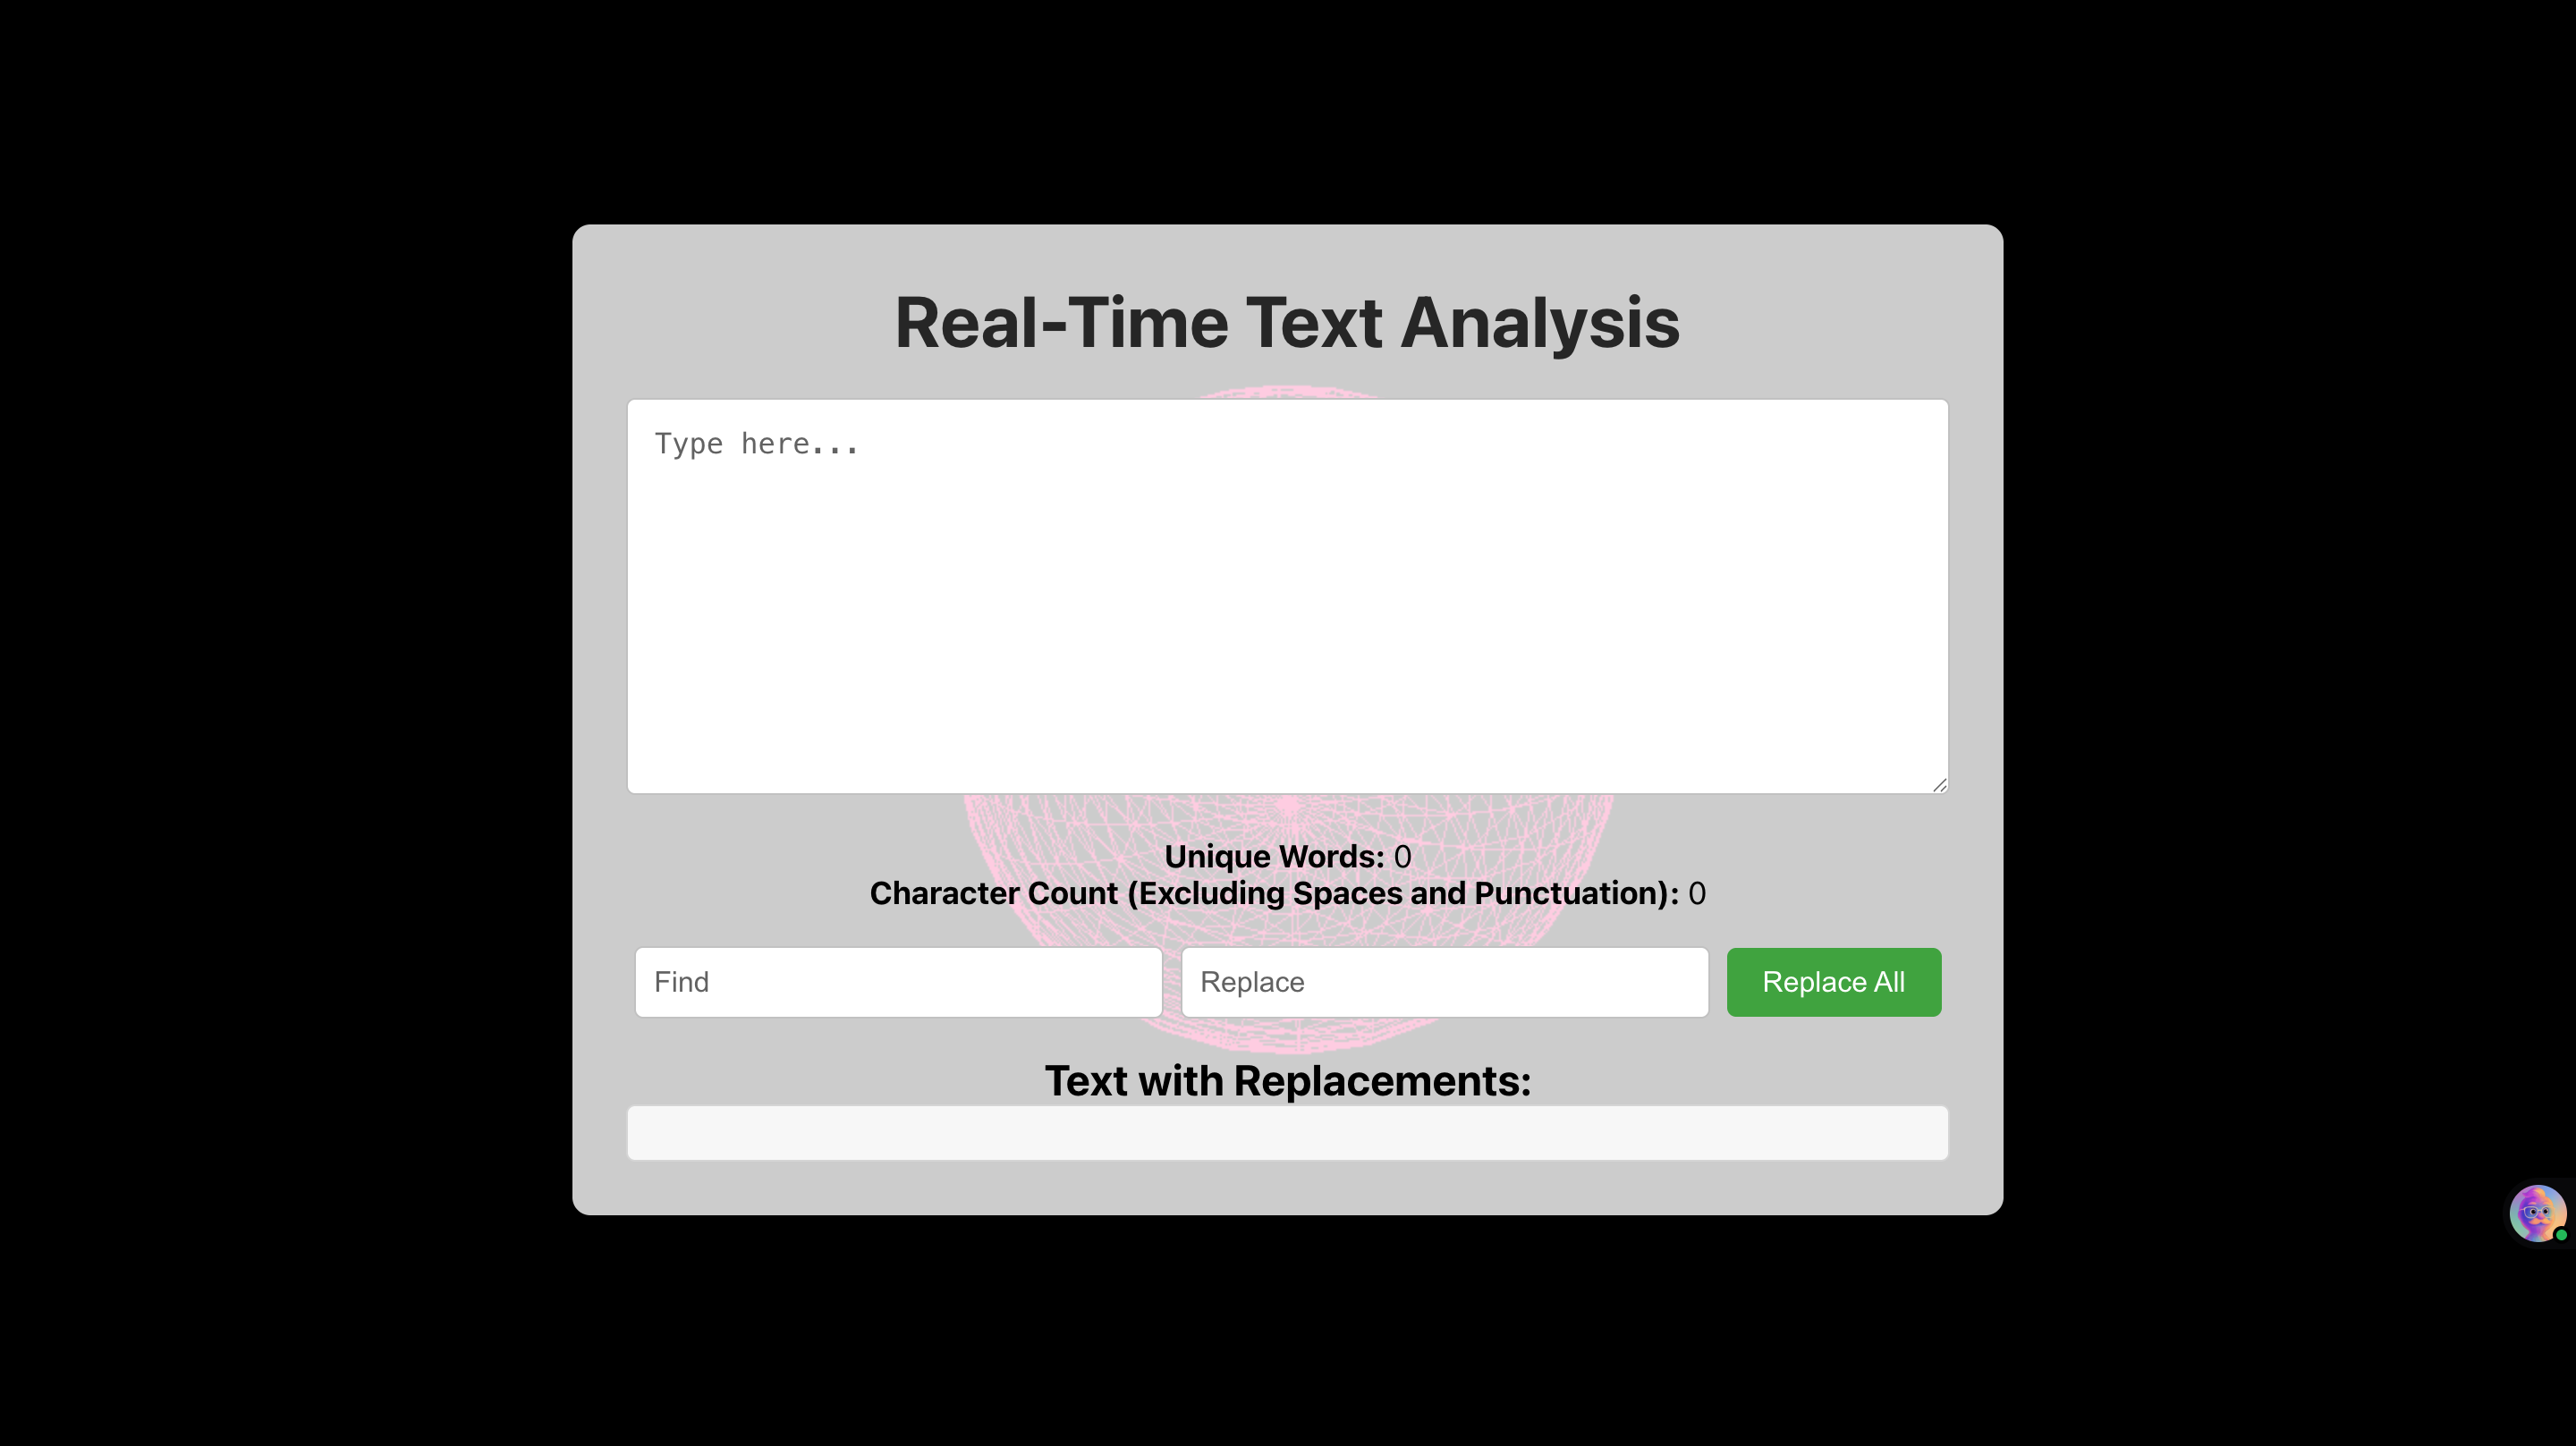 Real-Time Text Analysis
Type here...
Unique Words: 0
Character Count (Excluding Spaces and Punctuation): 0
Find Replace Replace All
Text with Replacements: